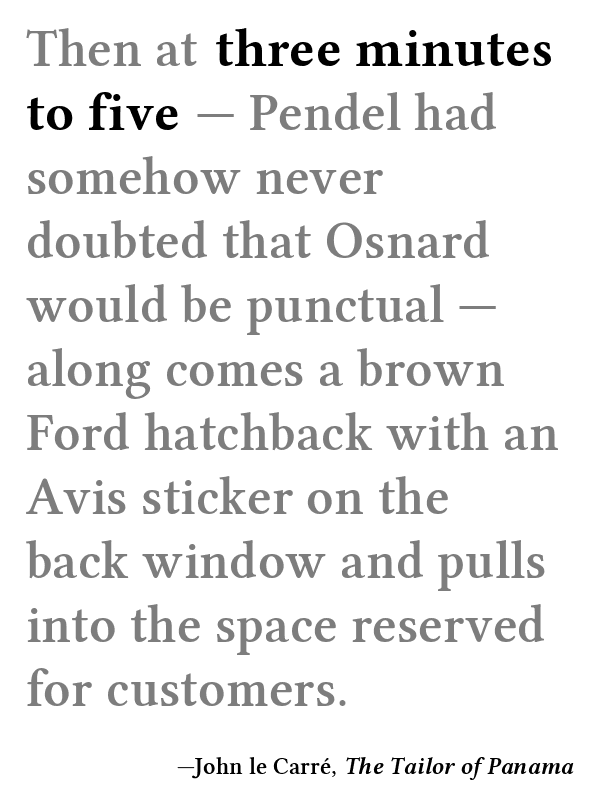 Then at three minutes
to five — Pendel had
somehow never
doubted that Osnard
would be punctual —
along comes a brown
Ford hatchback with an
Avis sticker on the
back window and pulls
into the space reserved
for customers.
—John le Carré, The Tailor of Panama